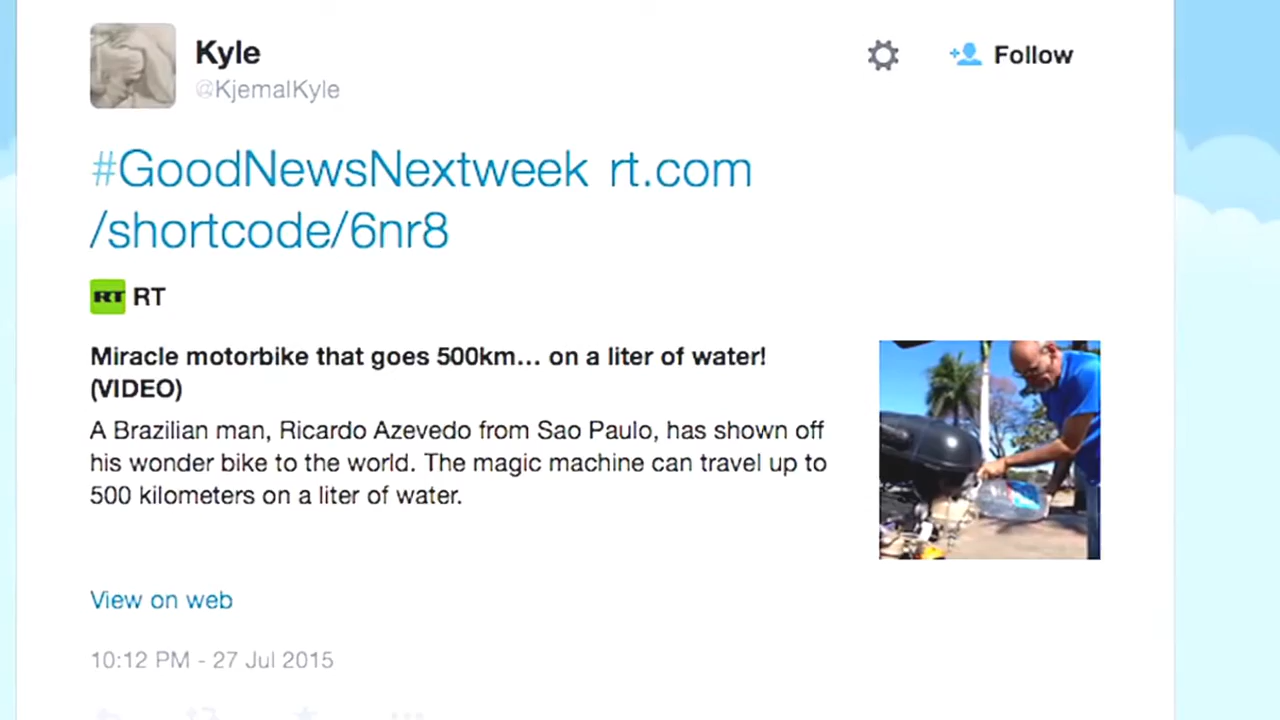 Kyle
@KjemalKyle
Follow
#GoodNewsNextweek rt.com
/shortcode/6nr8
RT RT
Miracle motorbike that goes 500km... on a liter of water!
(VIDEO)
A Brazilian man, Ricardo Azevedo from Sao Paulo, has shown off
his wonder bike to the world. The magic machine can travel up to
500 kilometers on a liter of water.
View on web
10:12 PM - 27 Jul 2015